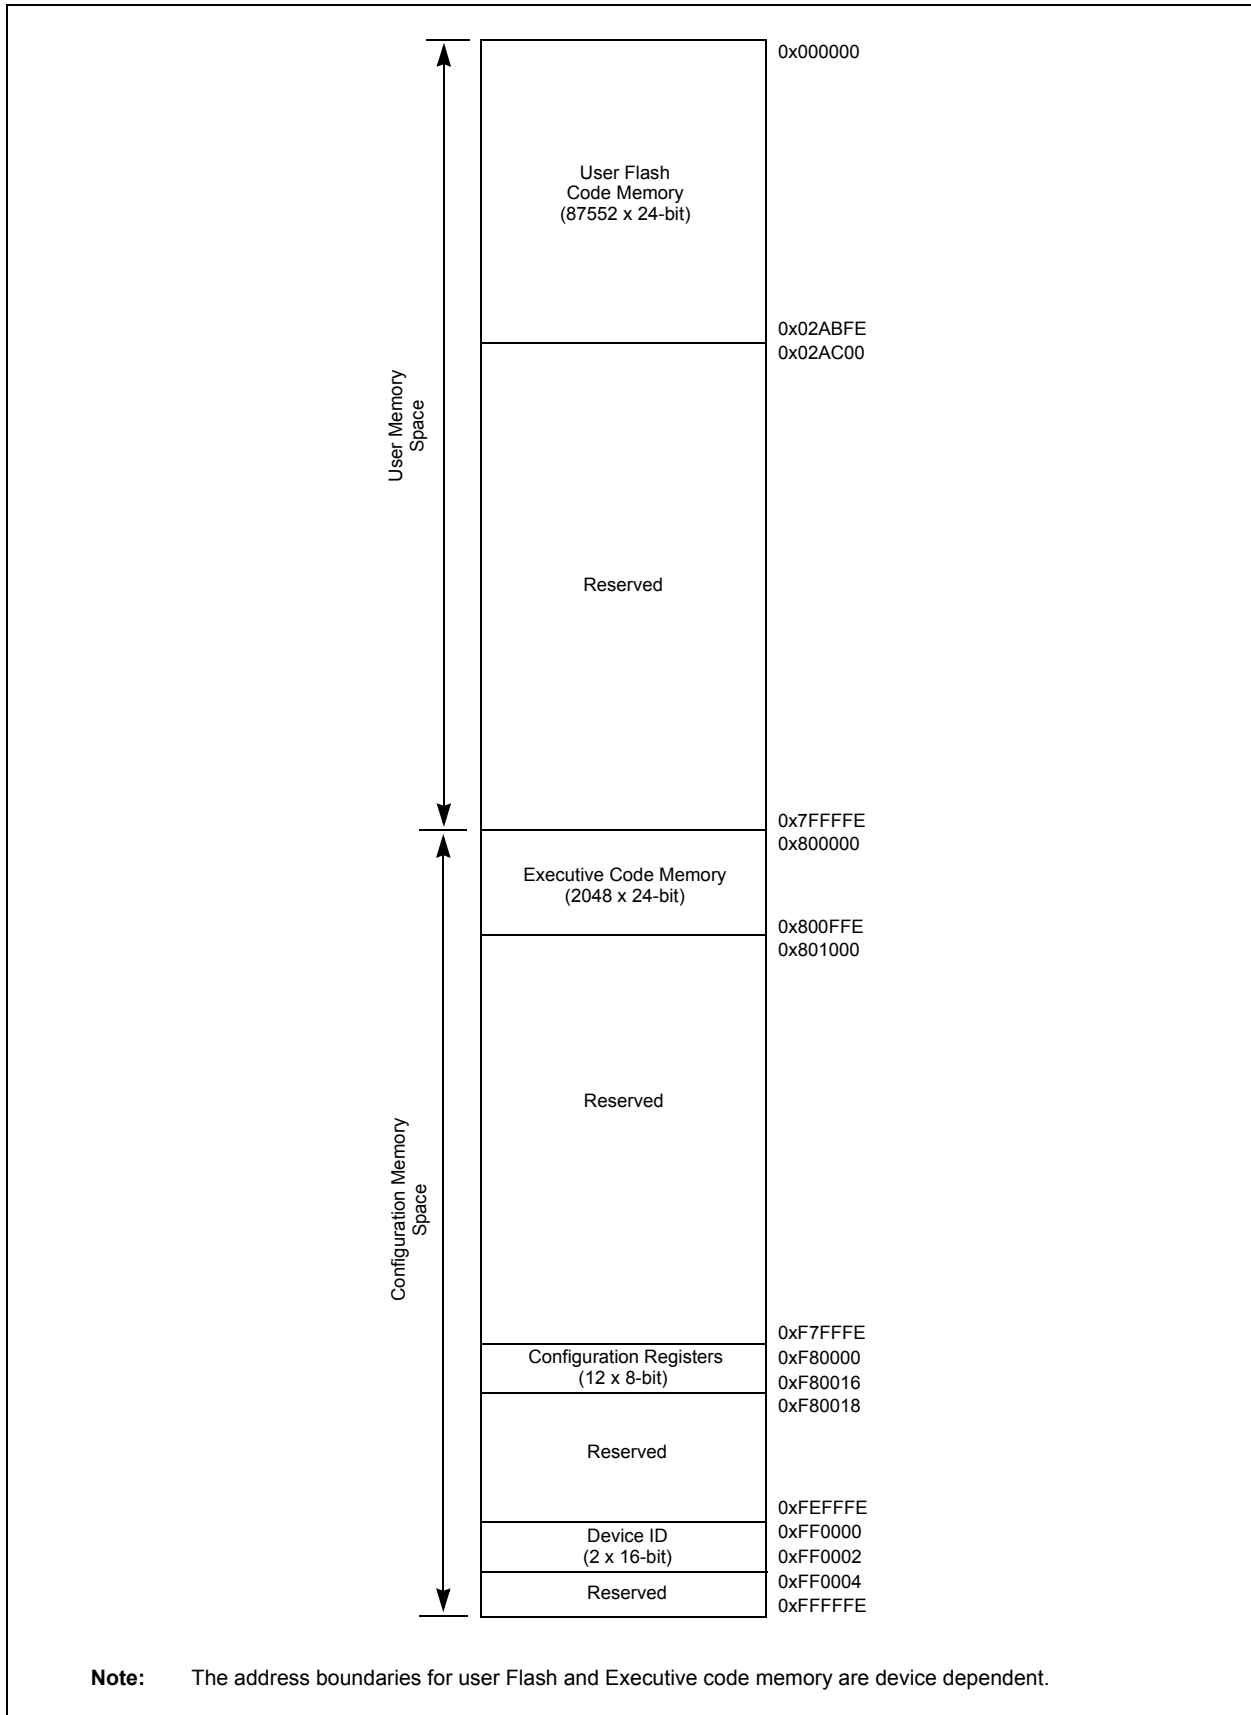 0x000000
User Flash
Code Memory
(87552 x 24-bit)
0x02ABFE
0x02AC00
User Memory
Space
Reserved
0x7FFFFE
0x800000
Executive Code Memory
(2048 x 24-bit)
0x800FFE
0x801000
Reserved
Configuration Memory
Space
0xF7FFFE
Configuration Registers
(12 x 8-bit)
0xF80000
0xF80016
0xF80018
Reserved
0xFEFFFE
Device ID
(2 x 16-bit)
0xFF0000
0xFF0002
0xFF0004
Reserved
0xFFFFFE
Note: The address boundaries for user Flash and Executive code memory are device dependent.